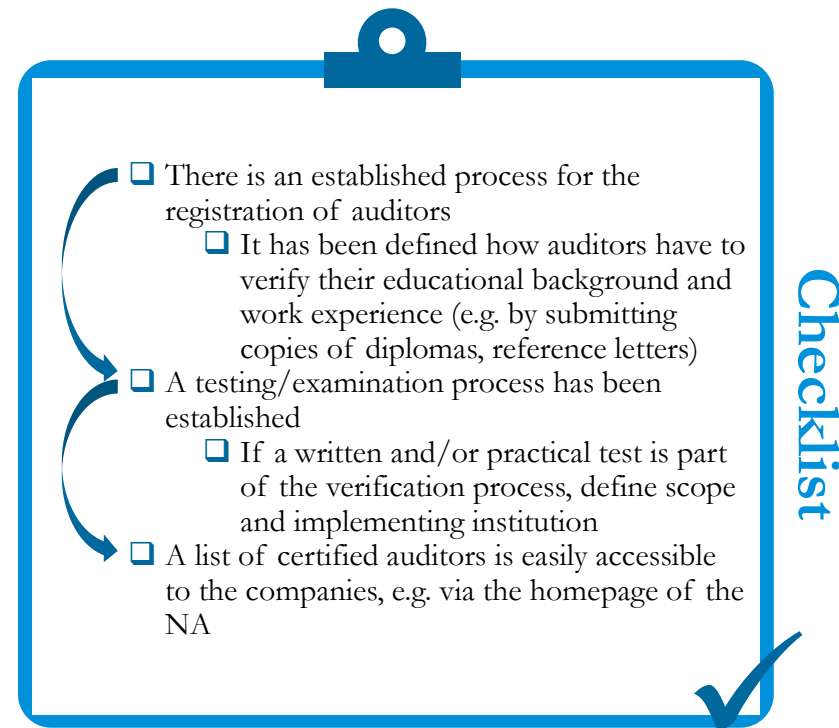 ❑ There is an established process for the
registration of auditors
❑ It has been defined how auditors have to
verify their educational background and
work experience (e.g. by submitting
copies of diplomas, reference letters)
❑ A testing/examination process has been
established
❑ If a written and/or practical test is part
of the verification process, define scope
and implementing institution
❑ A list of certified auditors is easily accessible
to the companies, e.g. via the homepage of the
NA
Checklist